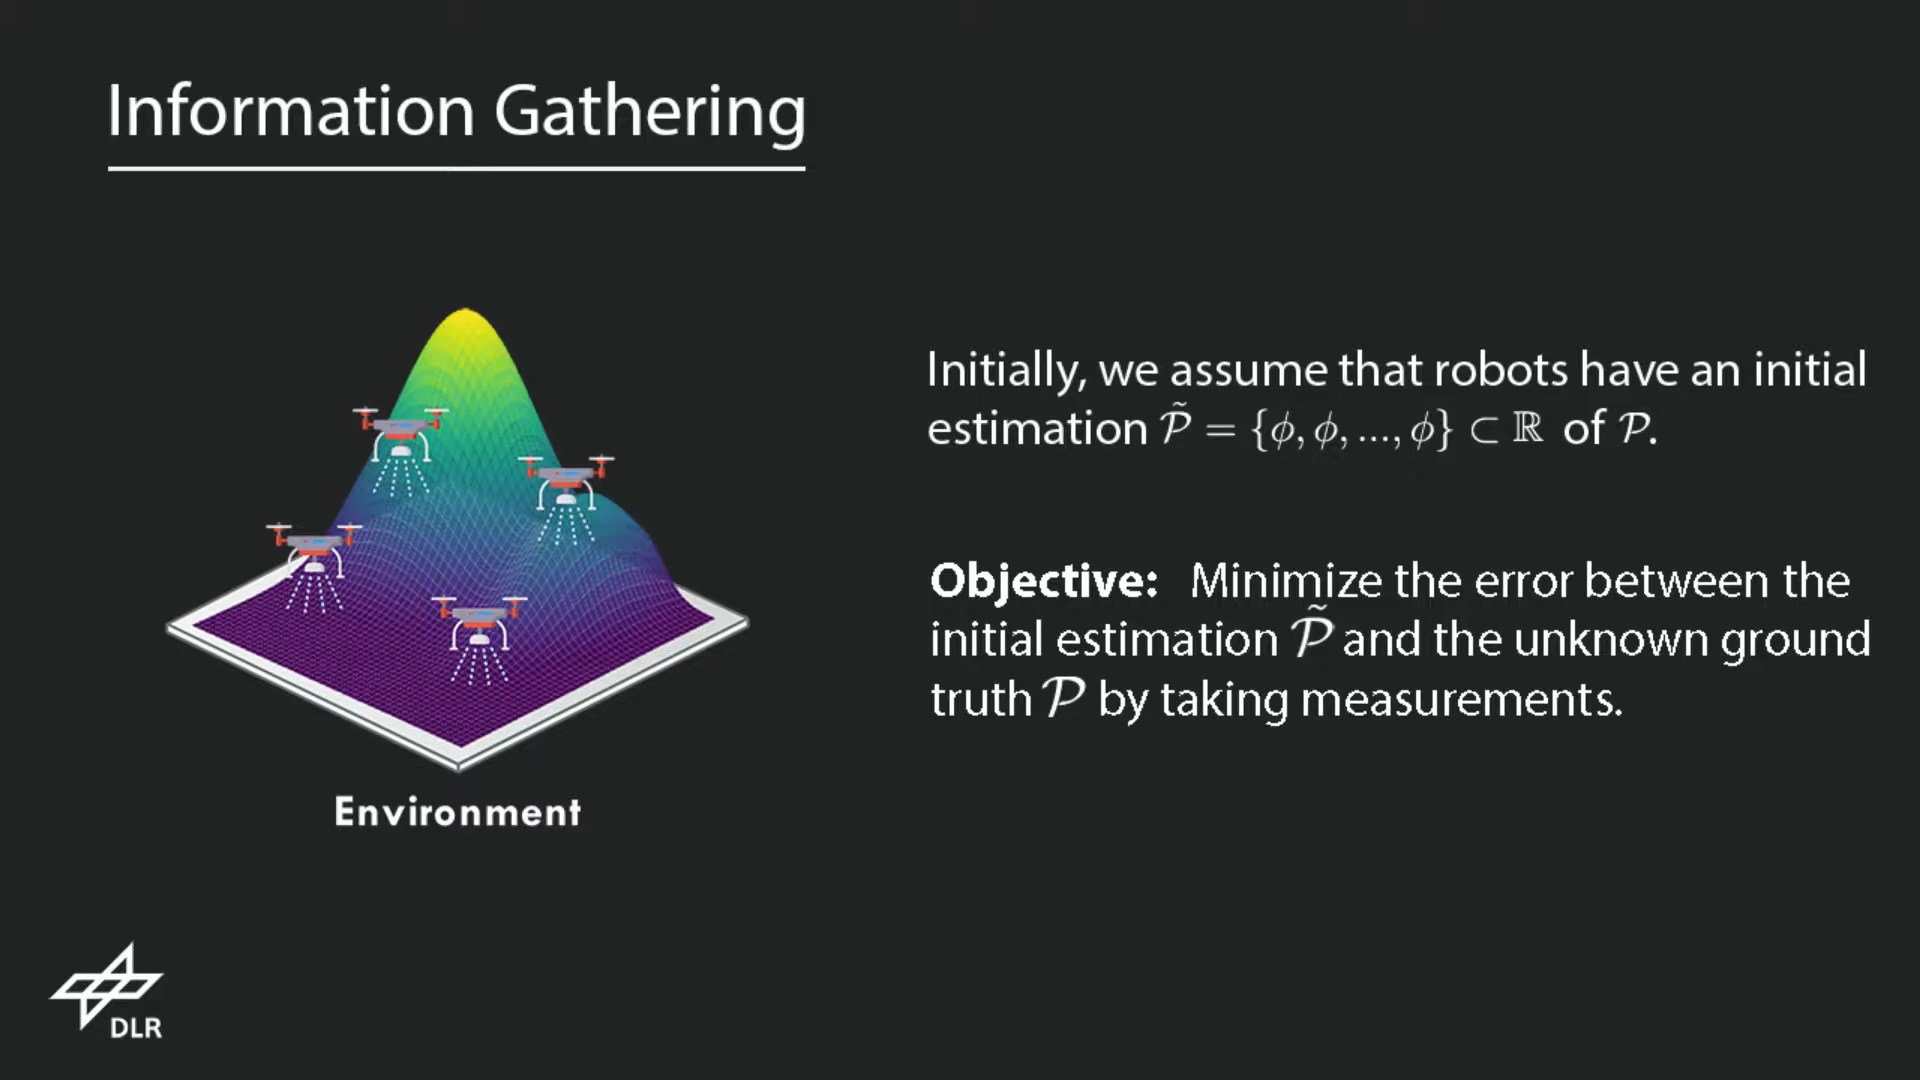 Information Gathering
Initially, we assume that robots have an initial
estimation 𝒫̃ = {ϕ, ϕ, ..., ϕ} ⊂ ℝ of 𝒫.
Objective: Minimize the error between the
initial estimation 𝒫̃ and the unknown ground
truth 𝒫 by taking measurements.
Environment
DLR